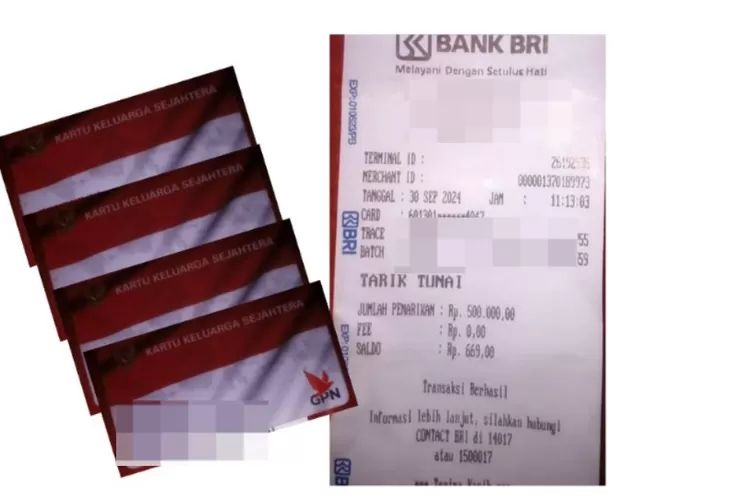 KARTU KELUARGA SEJAHTERA
KARTU KELUARGA SEJAHTERA
KARTU KELUARGA SEJAHTERA
KARTU KELUARGA SEJAHTERA
GPN
BANK BRI
Melayani Dengan Setulus Hati
TERMINAL ID :
MERCHANT ID : 000001370189973
TANGGAL : 30 SEP 2024 JAM : 11:13:03
CARD :
TRACE 55
BATCH 59
TARIK TUNAI
JUMLAH PENARIKAN : Rp. 500.000,00
FEE : Rp. 0,00
SALDO : Rp. 669,00
Transaksi Berhasil
Informasi lebih lanjut, silahkan hubungi
CONTACT BRI di 14017
atau 1500017
BRI